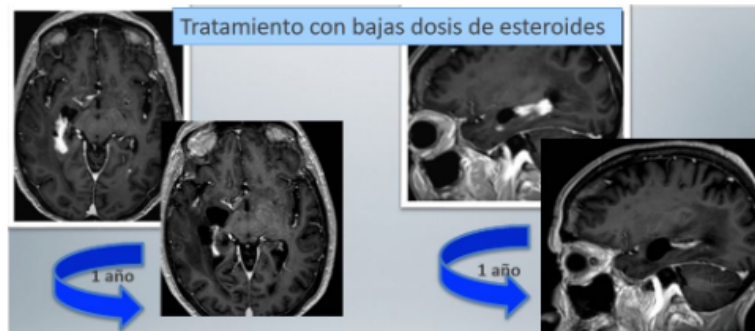 Tratamiento con bajas dosis de esteroides
1 año
1 año